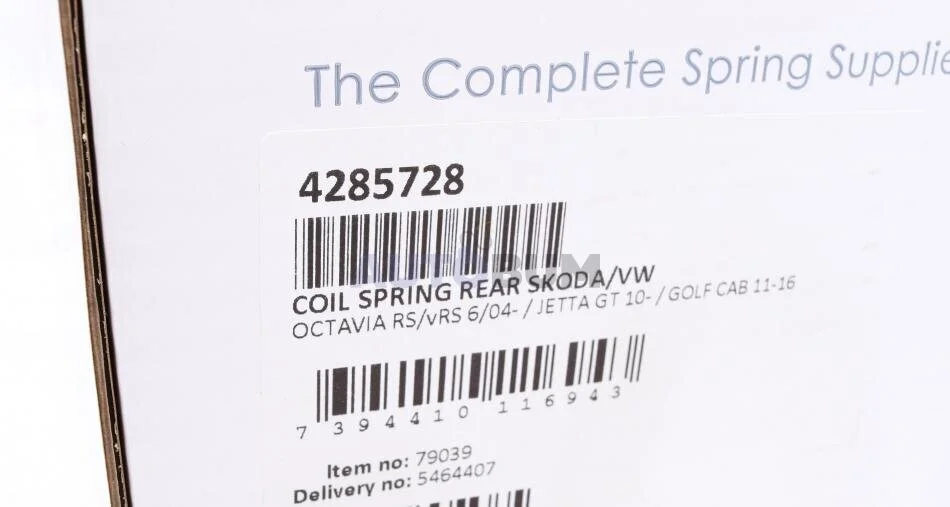 The Complete Spring Supplie
4285728
AUTOBUM
COIL SPRING REAR SKODA/VW
OCTAVIA RS/vRS 6/04- / JETTA GT 10- / GOLF CAB 11-16
7 394410 116943
Item no: 79039
Delivery no: 5464407